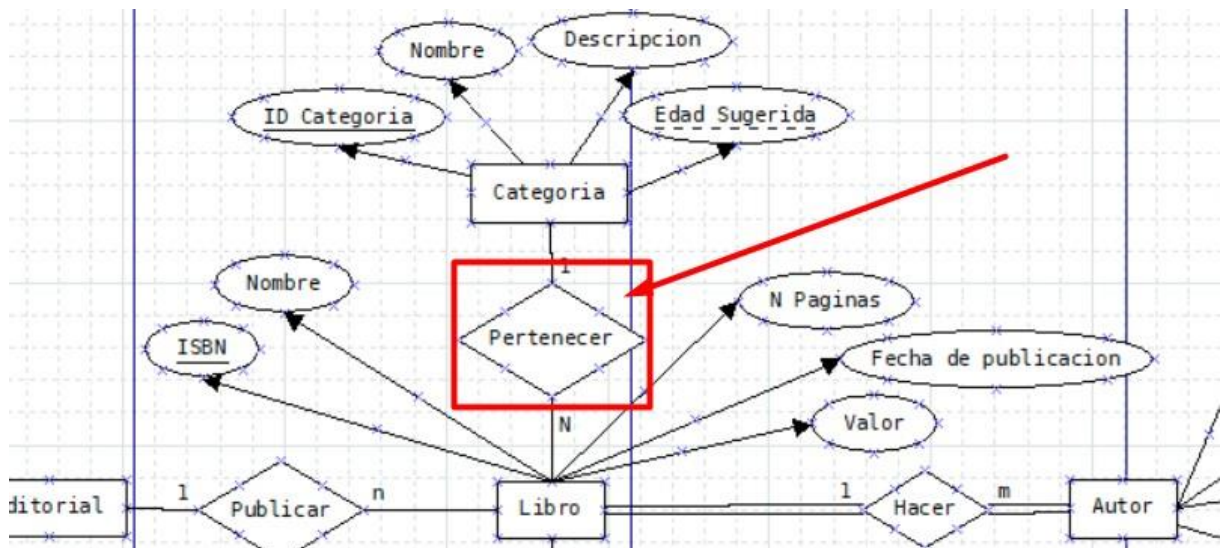 Nombre
Descripcion
ID Categoria
Edad Sugerida
Categoria
1
Nombre
N Paginas
ISBN
Pertenecer
Fecha de publicacion
N
Valor
ditorial
1
Publicar
n
Libro
1
Hacer
m
Autor